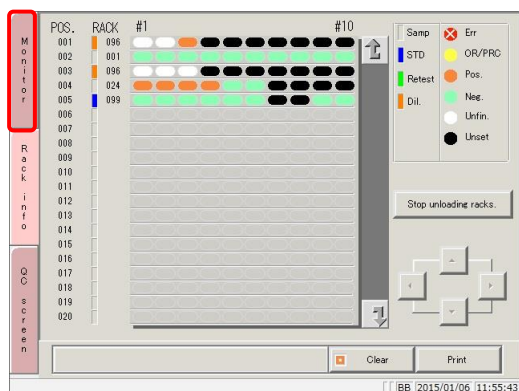 Monitor
Rack info
QC screen
POS. RACK #1 #10
001 096
002 001
003 096
004 024
005 099
006
007
008
009
010
011
012
013
014
015
016
017
018
019
020
Samp Err
STD OR/PRC
Retest Pos.
Dil. Neg.
Unfin.
Unset
Stop unloading racks.
Clear Print
BB 2015/01/06 11:55:43